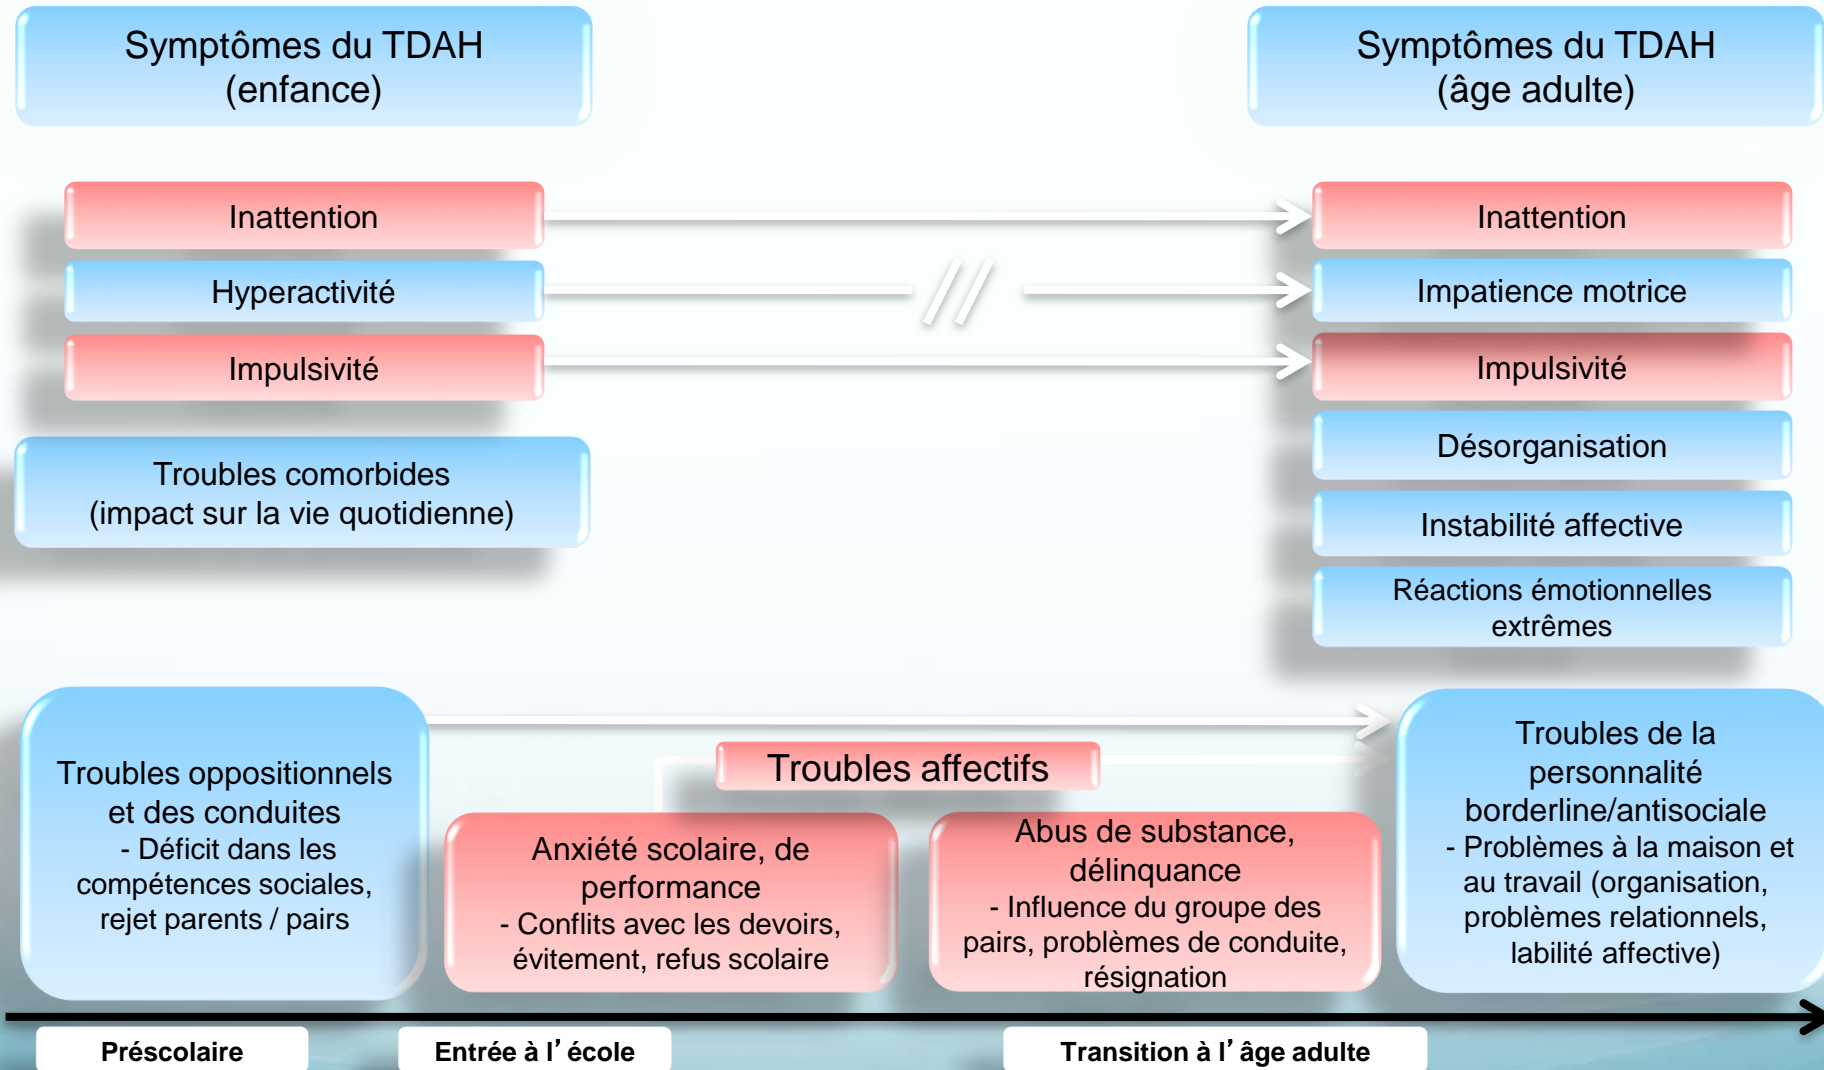 Symptômes du TDAH
(enfance)
Symptômes du TDAH
(âge adulte)
Inattention
Inattention
Hyperactivité
Impatience motrice
Impulsivité
Impulsivité
Désorganisation
Troubles comorbides
(impact sur la vie quotidienne)
Instabilité affective
Réactions émotionnelles
extrêmes
Troubles oppositionnels
et des conduites
- Déficit dans les
compétences sociales,
rejet parents / pairs
Troubles affectifs
Anxiété scolaire, de
performance
- Conflits avec les devoirs,
évitement, refus scolaire
Abus de substance,
délinquance
- Influence du groupe des
pairs, problèmes de conduite,
résignation
Troubles de la
personnalité
borderline/antisociale
- Problèmes à la maison et
au travail (organisation,
problèmes relationnels,
labilité affective)
Préscolaire
Entrée à l’école
Transition à l’âge adulte